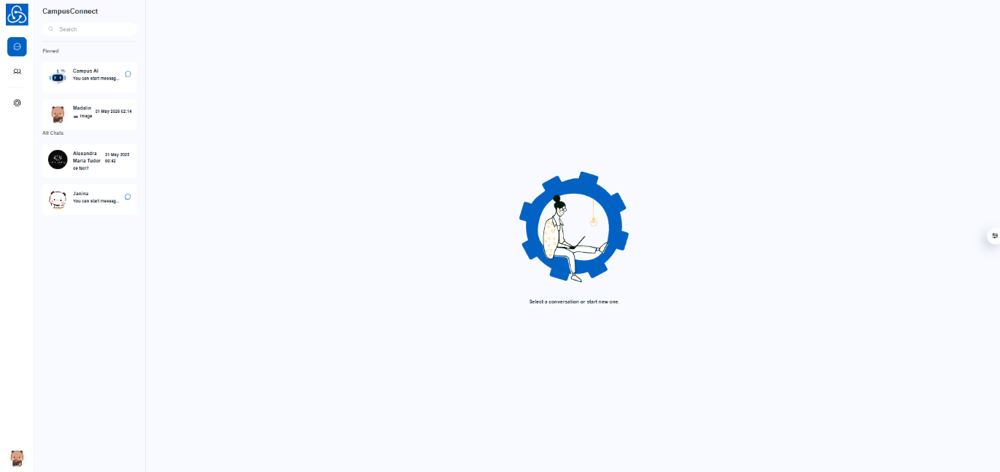 CampusConnect
Search
Pinned
Campus AI
You can start messag...
Madalin
31 May 2025 02:14
Image
All Chats
Alexandra
Maria Tudor
31 May 2025
00:42
ce faci?
Janina
You can start messag...
Select a conversation or start new one.